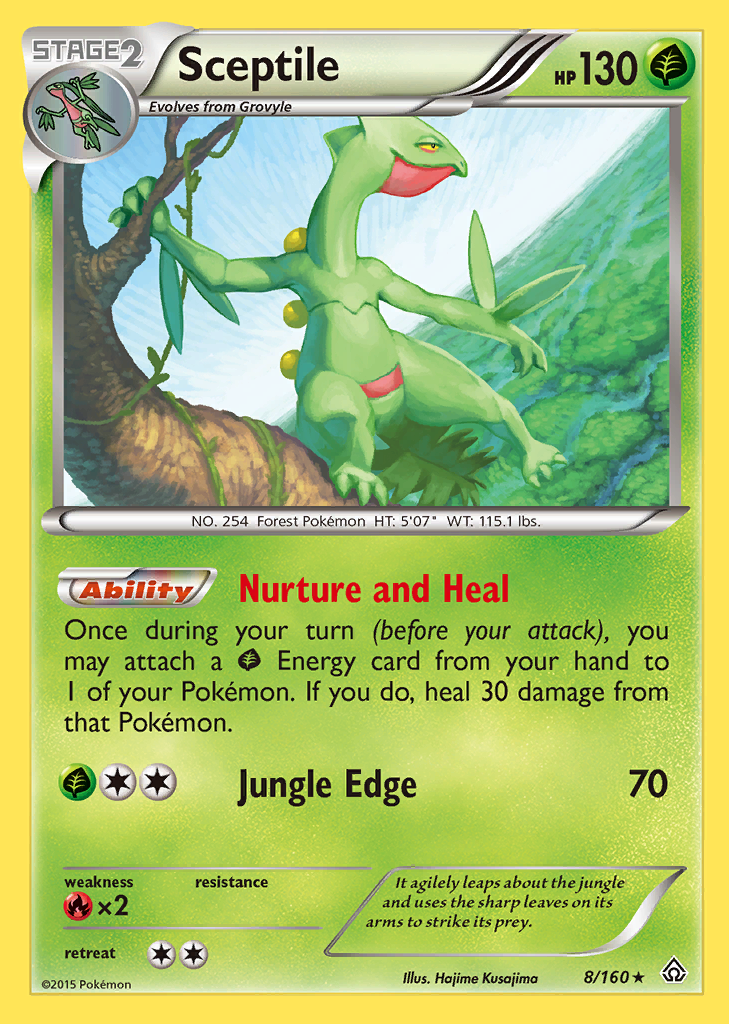 STAGE2
Sceptile
HP 130
Evolves from Grovyle
NO. 254 Forest Pokémon HT: 5'07" WT: 115.1 lbs.
Ability Nurture and Heal
Once during your turn (before your attack), you
may attach a Energy card from your hand to
1 of your Pokémon. If you do, heal 30 damage from
that Pokémon.
Jungle Edge 70
weakness resistance
×2
retreat
It agilely leaps about the jungle
and uses the sharp leaves on its
arms to strike its prey.
©2015 Pokémon
Illus. Hajime Kusajima
8/160 ★